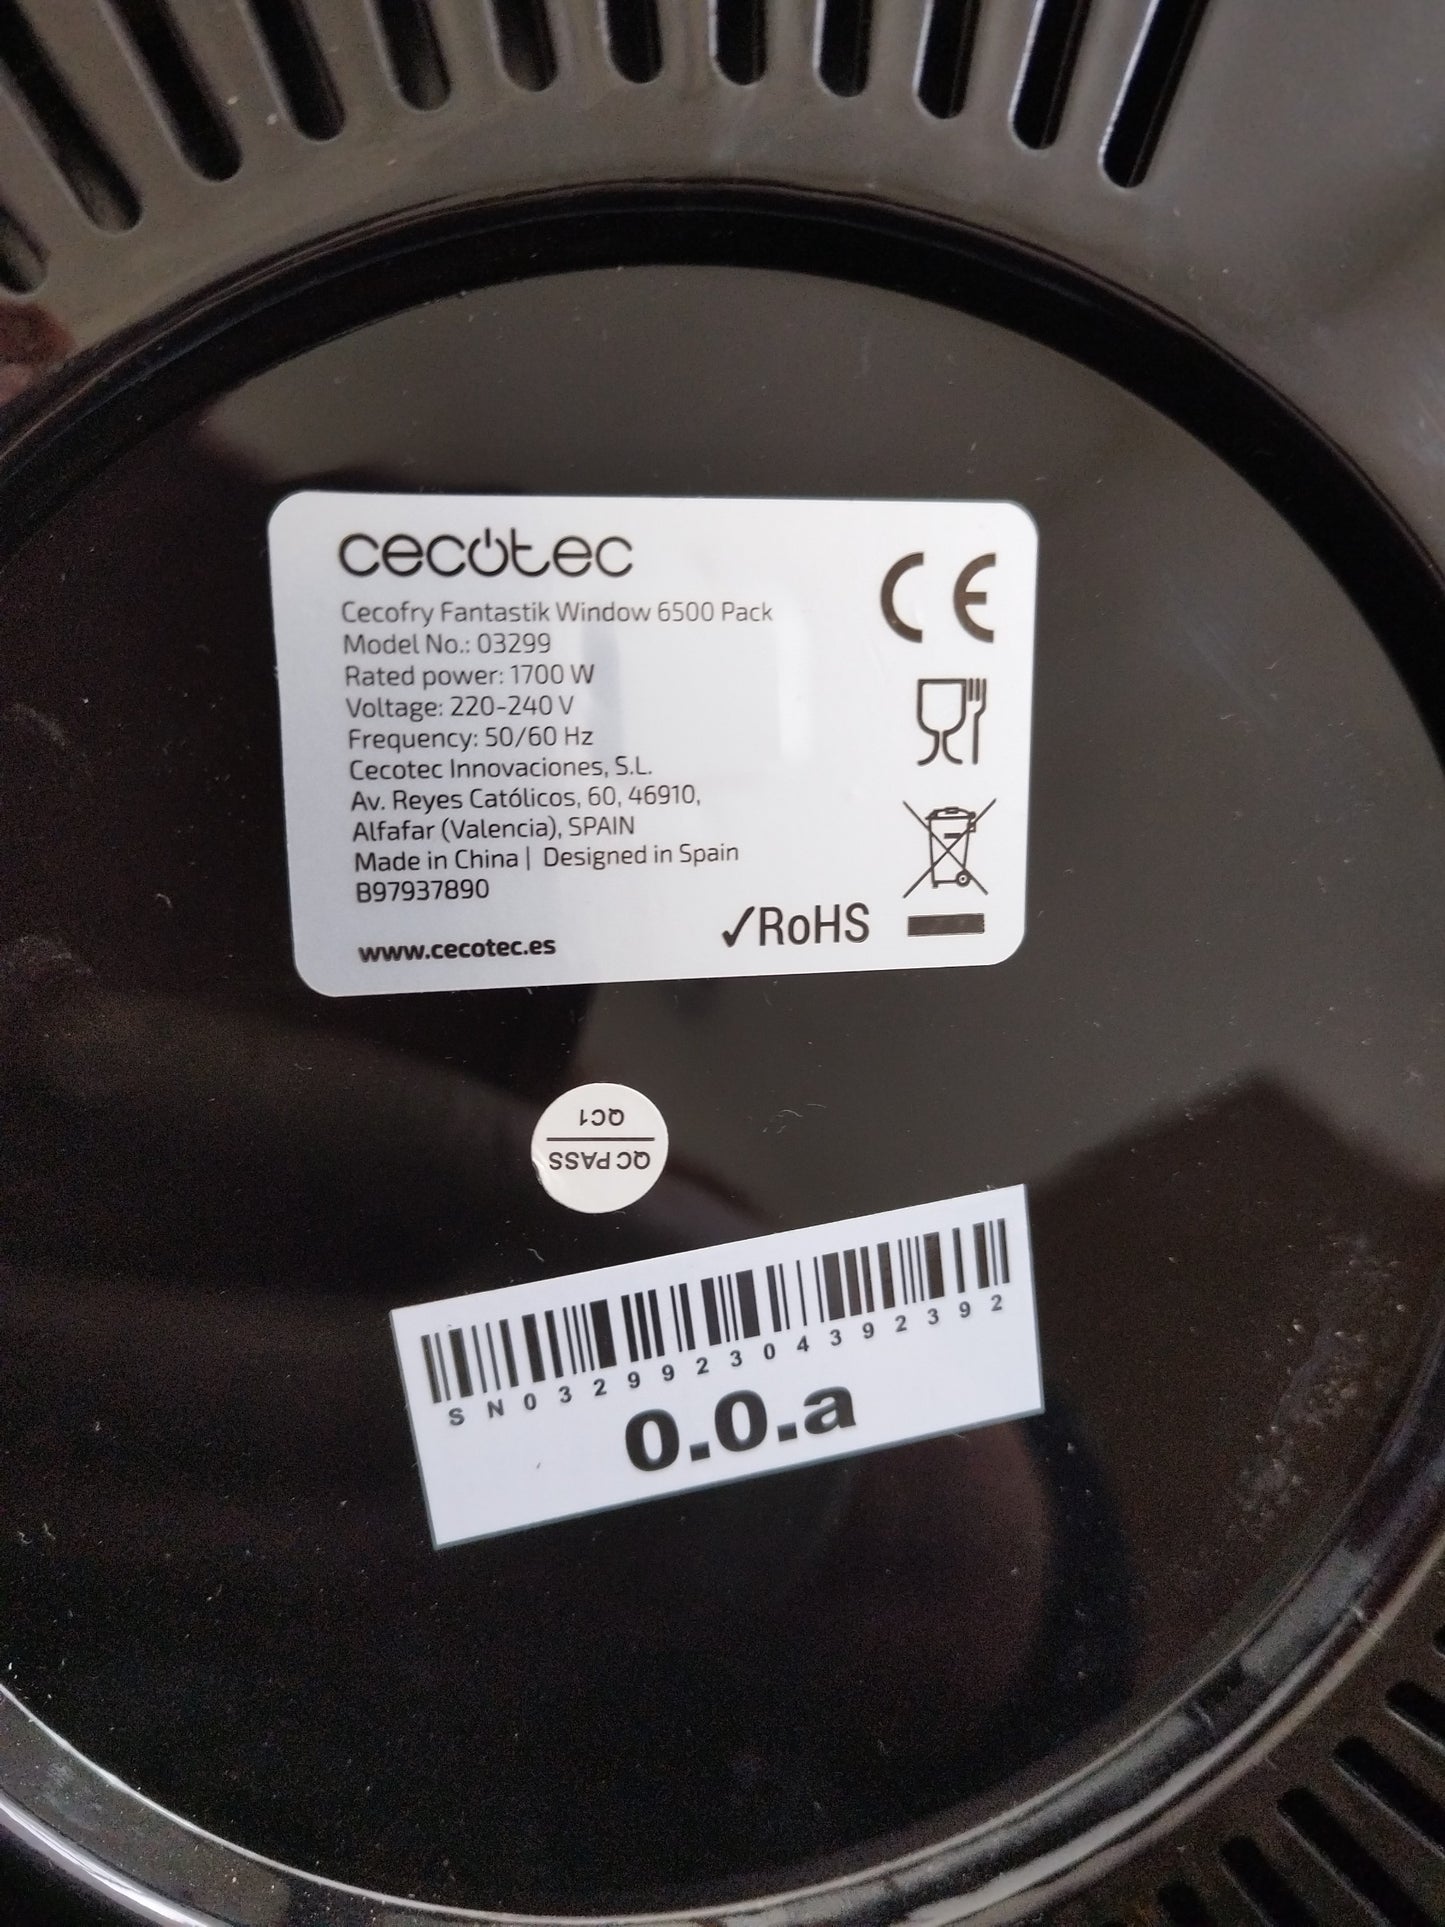 cecotec
Cecofry Fantastik Window 6500 Pack
Model No.: 03299
Rated power: 1700 W
Voltage: 220-240 V
Frequency: 50/60 Hz
Cecotec Innovaciones, S.L.
Av. Reyes Católicos, 60, 46910,
Alfafar (Valencia), SPAIN
Made in China | Designed in Spain
B97937890
www.cecotec.es
CE
✓RoHS
QC PASS
QC1
SN032992304392392
0.0.a